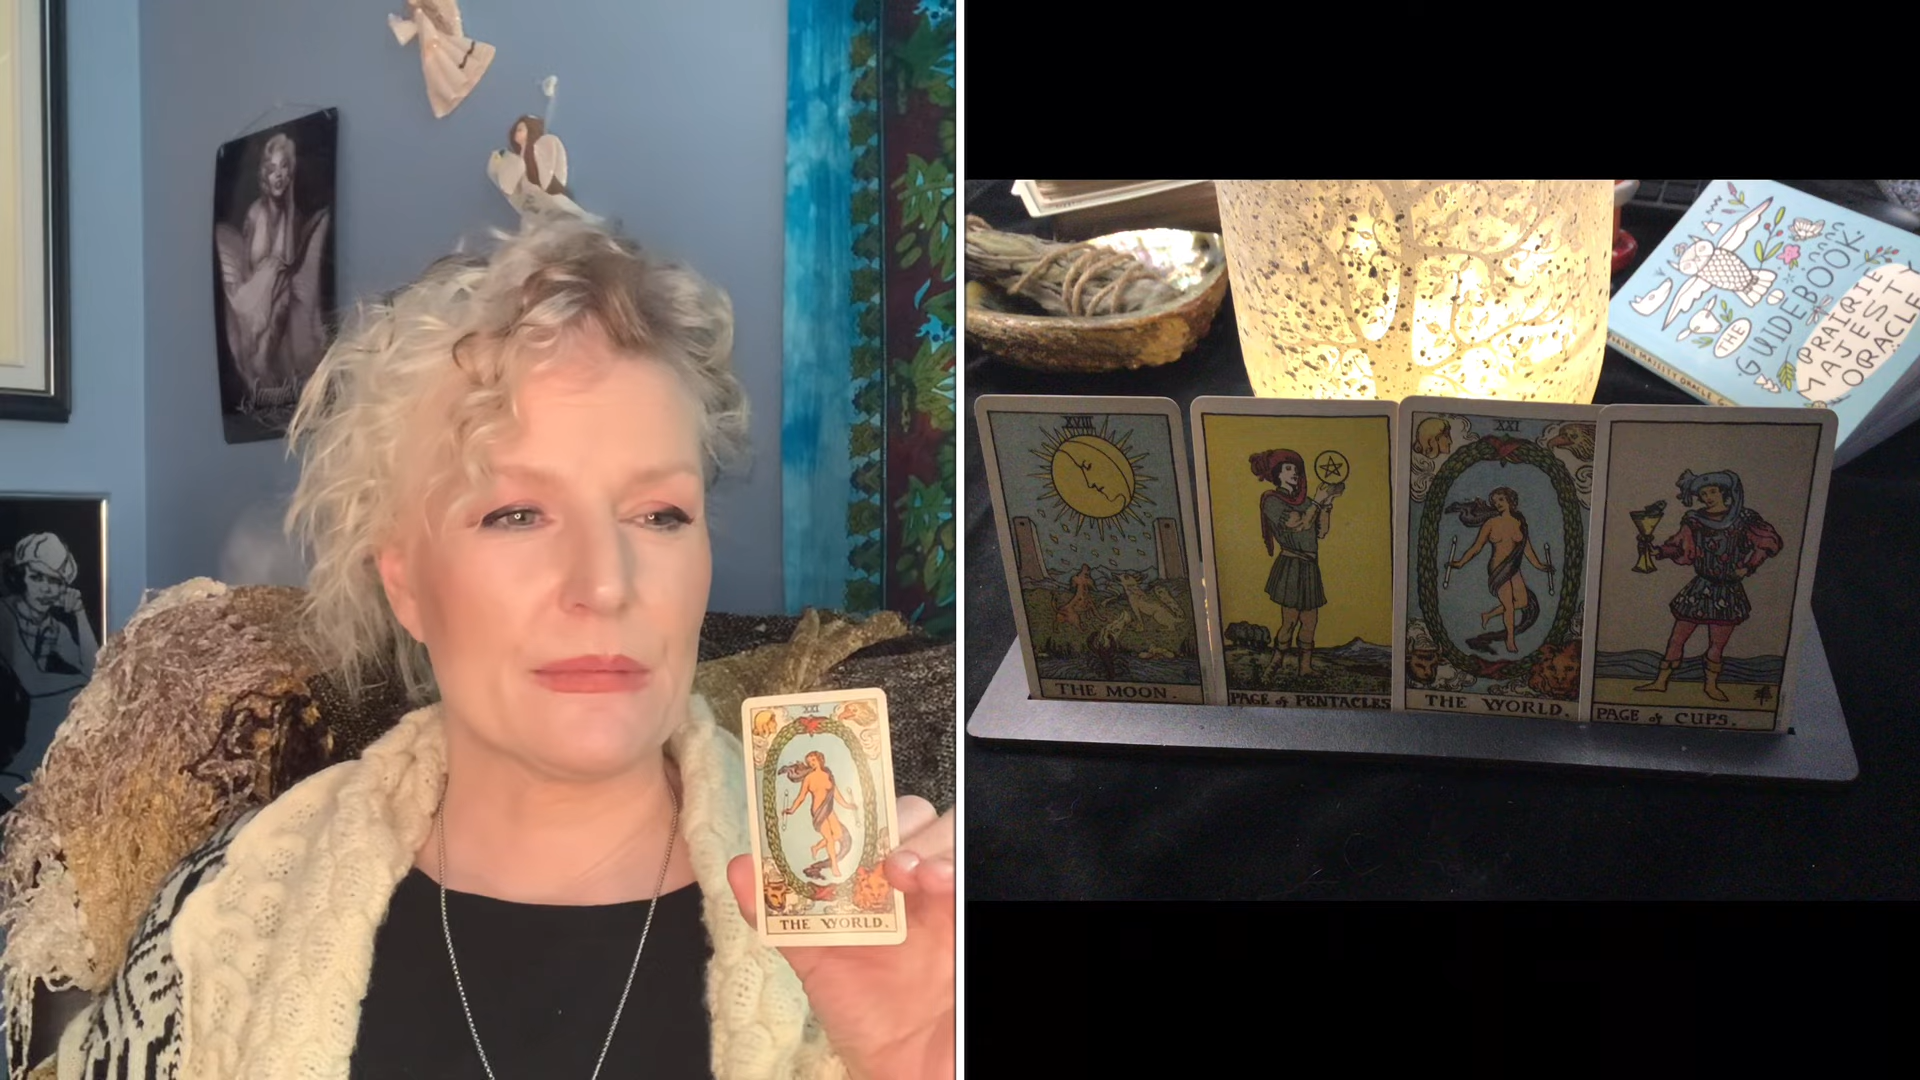 XXI
THE WORLD.
THE
GUIDEBOOK
PRAIRIE
MAJESTY
ORACLE
XVIII
THE MOON.
PAGE of PENTACLES
XXI
THE WORLD.
PAGE of CUPS.